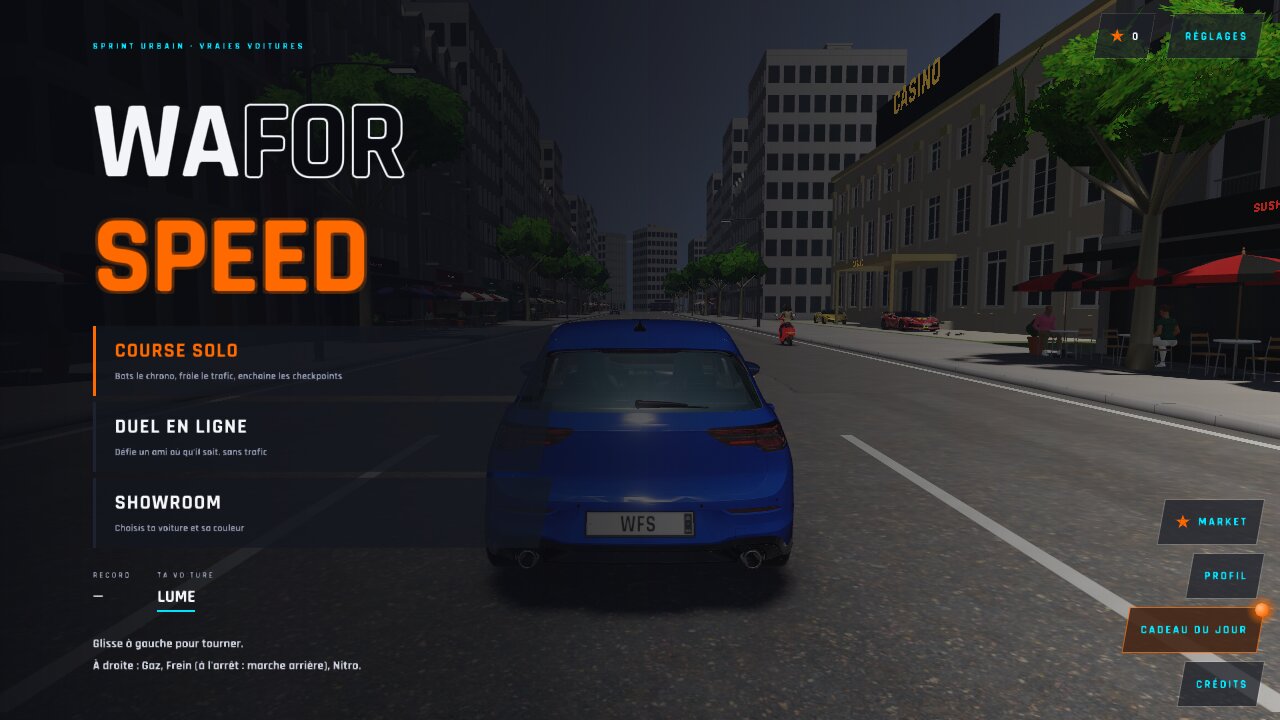 SPRINT URBAIN · VRAIES VOITURES
★ 0
RÉGLAGES
WAFOR
SPEED
CASINO
SUSH
COURSE SOLO
Bats le chrono, frôle le trafic, enchaîne les checkpoints
DUEL EN LIGNE
Défie un ami où qu'il soit, sans trafic
SHOWROOM
Choisis ta voiture et sa couleur
WFS
RECORD
—
TA VOITURE
LUME
Glisse à gauche pour tourner.
À droite : Gaz, Frein (à l'arrêt : marche arrière), Nitro.
★ MARKET
PROFIL
CADEAU DU JOUR
CRÉDITS